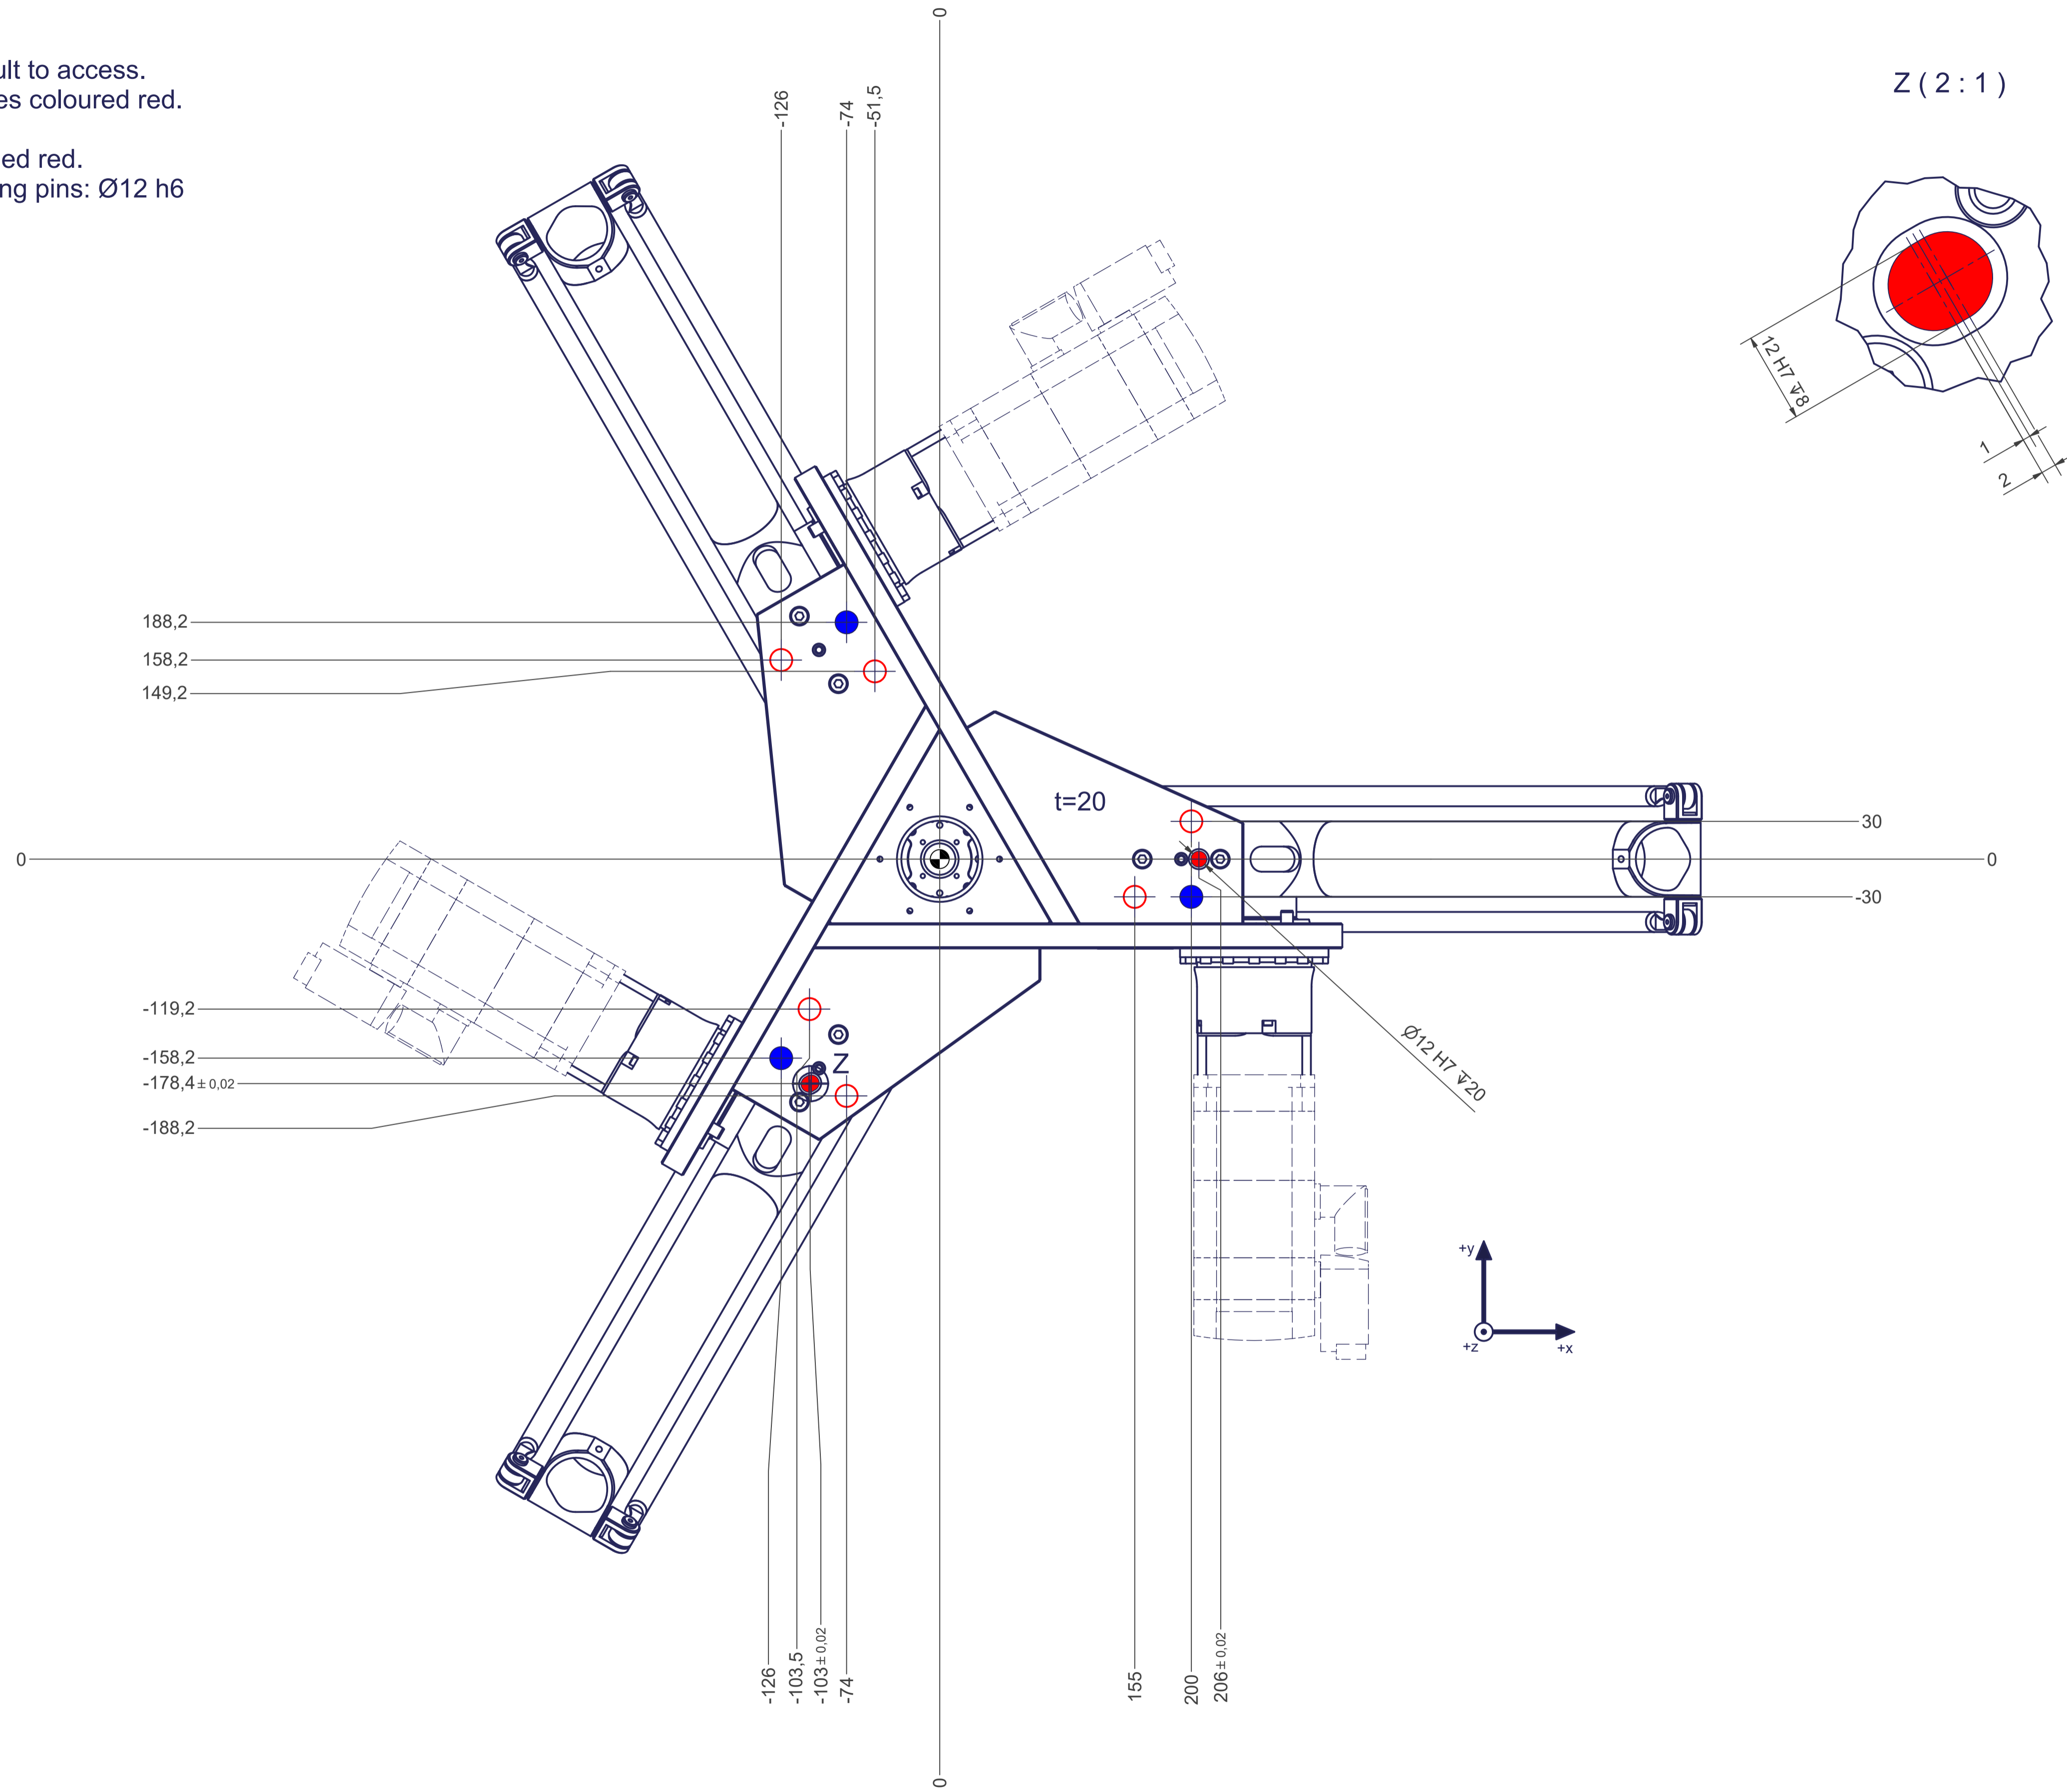 0
ult to access.
es coloured red.
ed red.
ng pins: Ø12 h6
Z ( 2 : 1 )
-126
-74
-51,5
12 H7 ↧8
1
2
188,2
158,2
149,2
t=20
30
0
0
-30
-119,2
-158,2
-178,4 ± 0,02
-188,2
Z
Ø12 H7 ↧20
+y
+z
+x
-126
-103,5
-103 ± 0,02
-74
155
200
206 ± 0,02
0